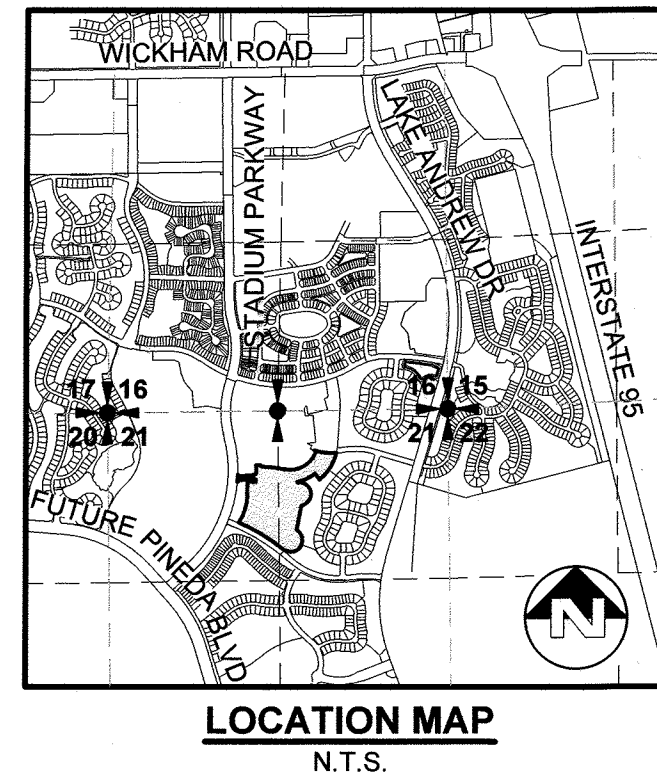 WICKHAM ROAD
STADIUM PARKWAY
LAKE ANDREW DR
INTERSTATE 95
17 16
20 21
16 15
21 22
FUTURE PINEDA BLVD
N
LOCATION MAP
N.T.S.